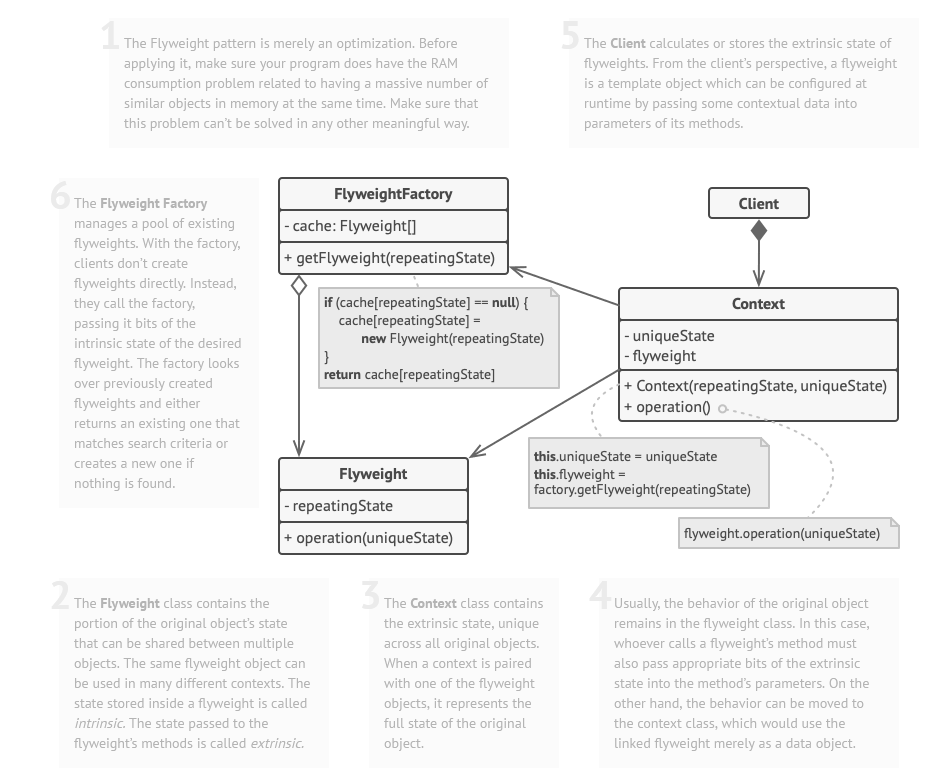 1
The Flyweight pattern is merely an optimization. Before
applying it, make sure your program does have the RAM
consumption problem related to having a massive number of
similar objects in memory at the same time. Make sure that
this problem can't be solved in any other meaningful way.
5
The Client calculates or stores the extrinsic state of
flyweights. From the client's perspective, a flyweight
is a template object which can be configured at
runtime by passing some contextual data into
parameters of its methods.
6
The Flyweight Factory
manages a pool of existing
flyweights. With the factory,
clients don't create
flyweights directly. Instead,
they call the factory,
passing it bits of the
intrinsic state of the desired
flyweight. The factory looks
over previously created
flyweights and either
returns an existing one that
matches search criteria or
creates a new one if
nothing is found.
FlyweightFactory
- cache: Flyweight[]
+ getFlyweight(repeatingState)
if (cache[repeatingState] == null) {
cache[repeatingState] =
new Flyweight(repeatingState)
}
return cache[repeatingState]
Client
Context
- uniqueState
- flyweight
+ Context(repeatingState, uniqueState)
+ operation()
this.uniqueState = uniqueState
this.flyweight =
factory.getFlyweight(repeatingState)
flyweight.operation(uniqueState)
Flyweight
- repeatingState
+ operation(uniqueState)
2
The Flyweight class contains the
portion of the original object's state
that can be shared between multiple
objects. The same flyweight object can
be used in many different contexts. The
state stored inside a flyweight is called
intrinsic. The state passed to the
flyweight's methods is called extrinsic.
3
The Context class contains
the extrinsic state, unique
across all original objects.
When a context is paired
with one of the flyweight
objects, it represents the
full state of the original
object.
4
Usually, the behavior of the original object
remains in the flyweight class. In this case,
whoever calls a flyweight's method must
also pass appropriate bits of the extrinsic
state into the method's parameters. On the
other hand, the behavior can be moved to
the context class, which would use the
linked flyweight merely as a data object.